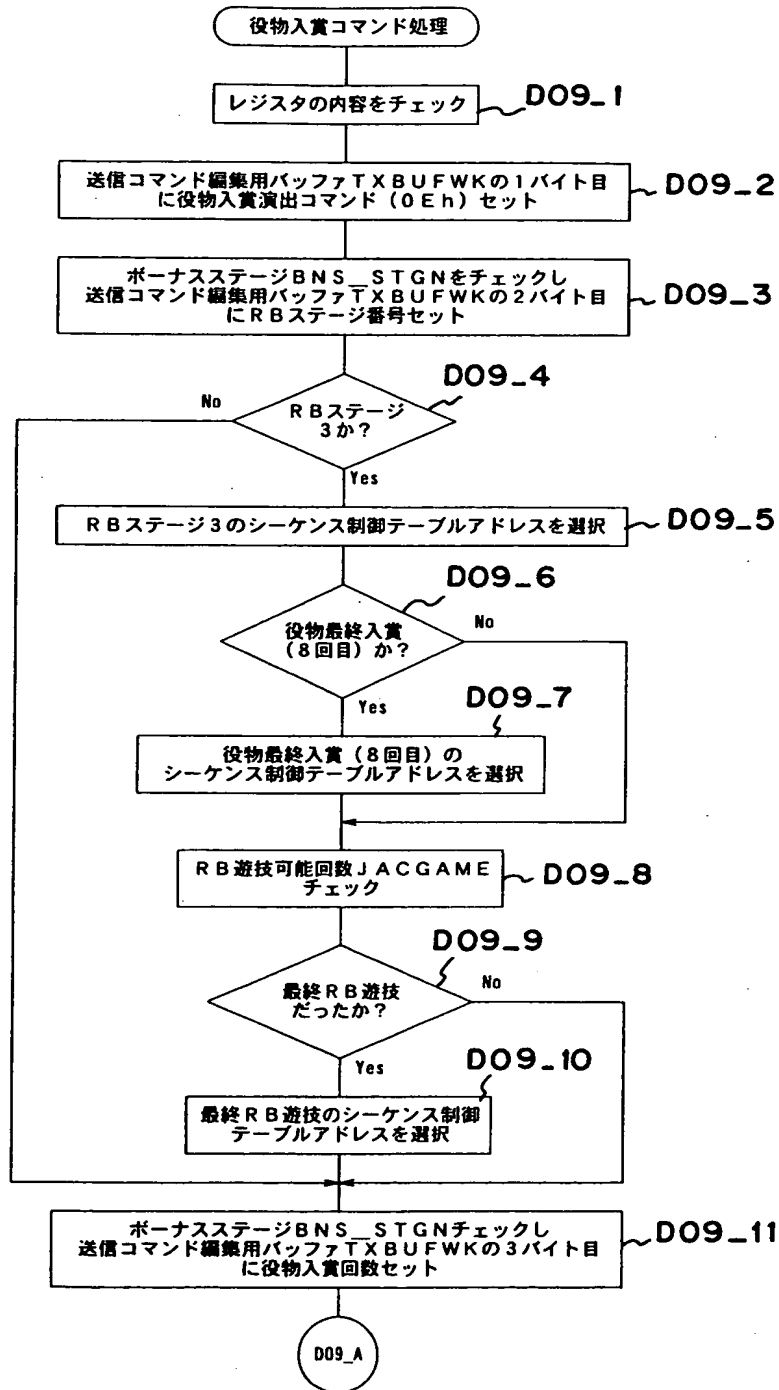 役物入賞コマンド処理
レジスタの内容をチェック
D09_1
送信コマンド編集用バッファTXBUFWKの1バイト目
に役物入賞演出コマンド(0Eh)セット
D09_2
ボーナスステージBNS_STGNをチェックし
送信コマンド編集用バッファTXBUFWKの2バイト目
にRBステージ番号セット
D09_3
D09_4
No
RBステージ
3か?
Yes
RBステージ3のシーケンス制御テーブルアドレスを選択
D09_5
D09_6
役物最終入賞
(8回目)か?
No
Yes
D09_7
役物最終入賞(8回目)の
シーケンス制御テーブルアドレスを選択
RB遊技可能回数JACGAME
チェック
D09_8
D09_9
最終RB遊技
だったか?
No
Yes
D09_10
最終RB遊技のシーケンス制御
テーブルアドレスを選択
ボーナスステージBNS_STGNチェックし
送信コマンド編集用バッファTXBUFWKの3バイト目
に役物入賞回数セット
D09_11
D09_A